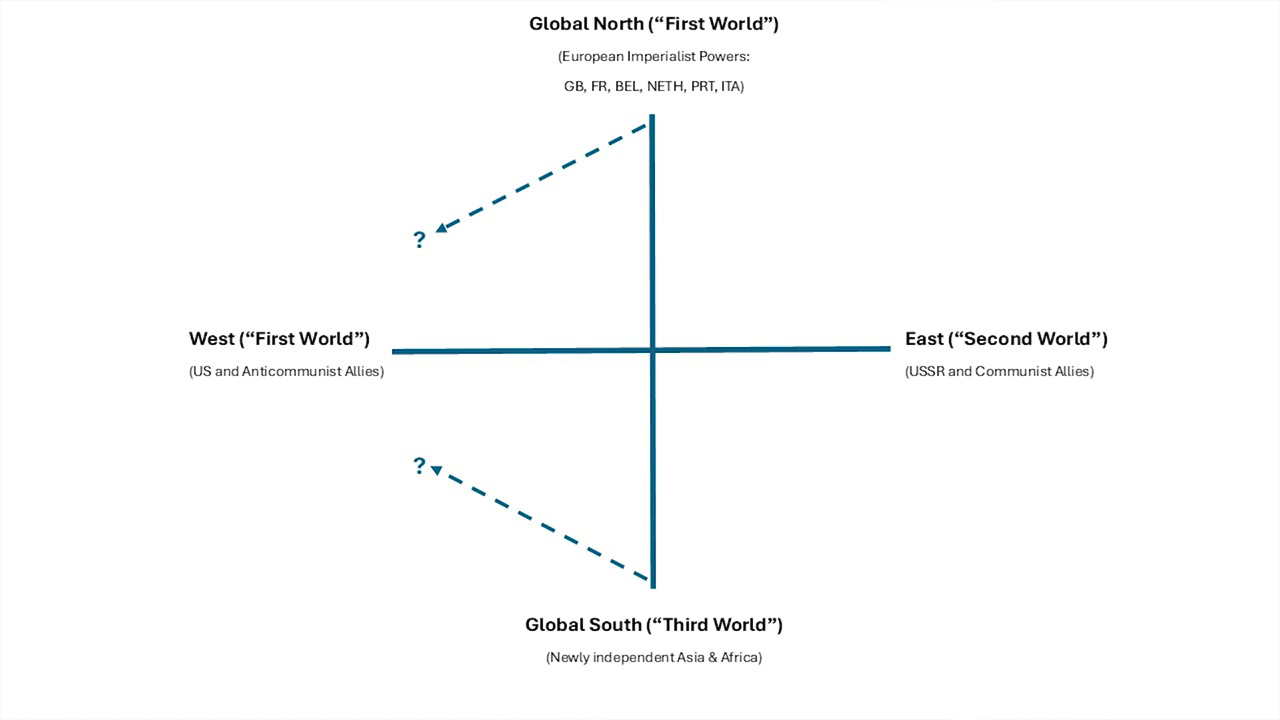 Global North (“First World”)
(European Imperialist Powers:
GB, FR, BEL, NETH, PRT, ITA)
?
West (“First World”)
(US and Anticommunist Allies)
East (“Second World”)
(USSR and Communist Allies)
?
Global South (“Third World”)
(Newly independent Asia & Africa)